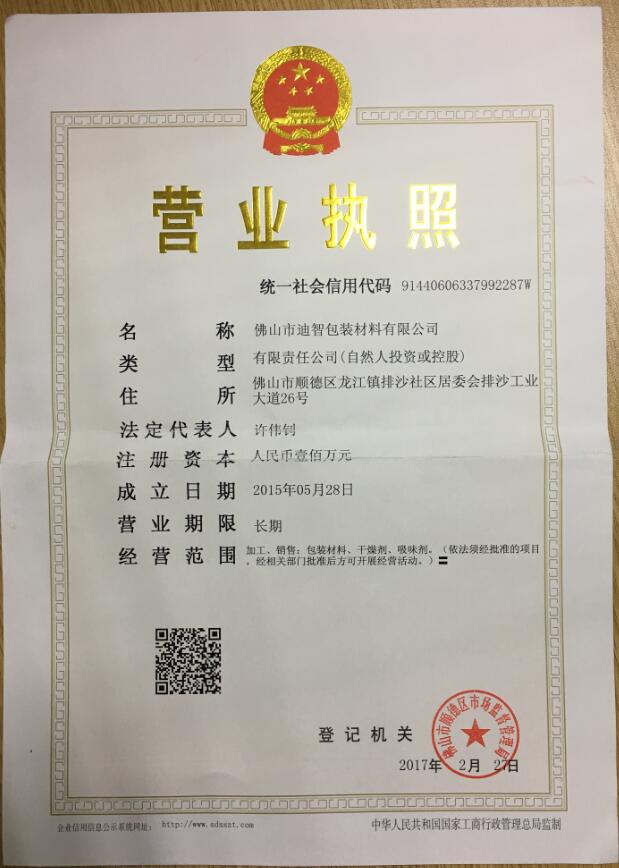 营业执照
统一社会信用代码 91440606337992287W
名称 佛山市迪智包装材料有限公司
类型 有限责任公司(自然人投资或控股)
住所 佛山市顺德区龙江镇排沙社区居委会排沙工业
大道26号
法定代表人 许伟钊
注册资本 人民币壹佰万元
成立日期 2015年05月28日
营业期限 长期
经营范围 加工、销售：包装材料、干燥剂、吸味剂。（依法须经批准的项目
，经相关部门批准后方可开展经营活动。）〓
登记机关
佛山市顺德区市场监督管理局
2017年 2月 27日
企业信用信息公示系统网址： http://www.sdsszt.com/
中华人民共和国国家工商行政管理总局监制